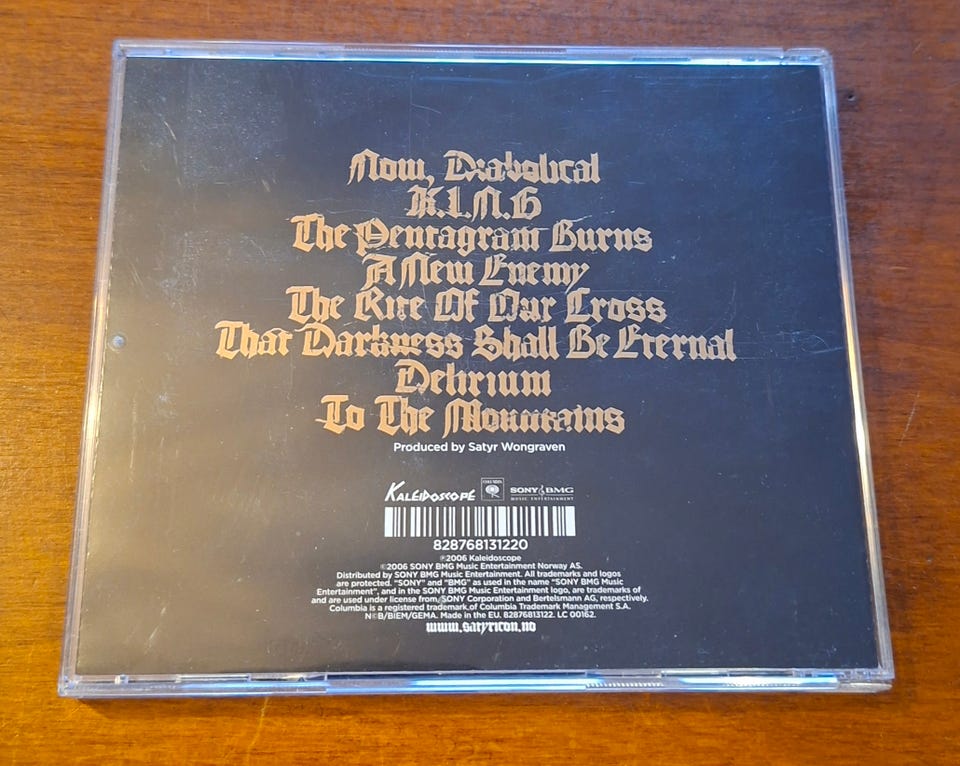 Now, Diabolical
K.I.N.G
The Pentagram Burns
A New Enemy
The Rite Of Our Cross
That Darkness Shall Be Eternal
Delirium
To The Mountains
Produced by Satyr Wongraven
KALEIDOSCOPE COLUMBIA SONY BMG
MUSIC ENTERTAINMENT
828768131220
℗2006 Kaleidoscope
©2006 SONY BMG Music Entertainment Norway AS.
Distributed by SONY BMG Music Entertainment. All trademarks and logos
are protected. "SONY" and "BMG" as used in the name "SONY BMG Music
Entertainment", and in the SONY BMG Music Entertainment logo, are trademarks of
and are used under license from, SONY Corporation and Bertelsmann AG, respectively.
Columbia is a registered trademark of Columbia Trademark Management S.A.
N©B/BIEM/GEMA. Made in the EU. 82876813122. LC 00162.
www.satyricon.no